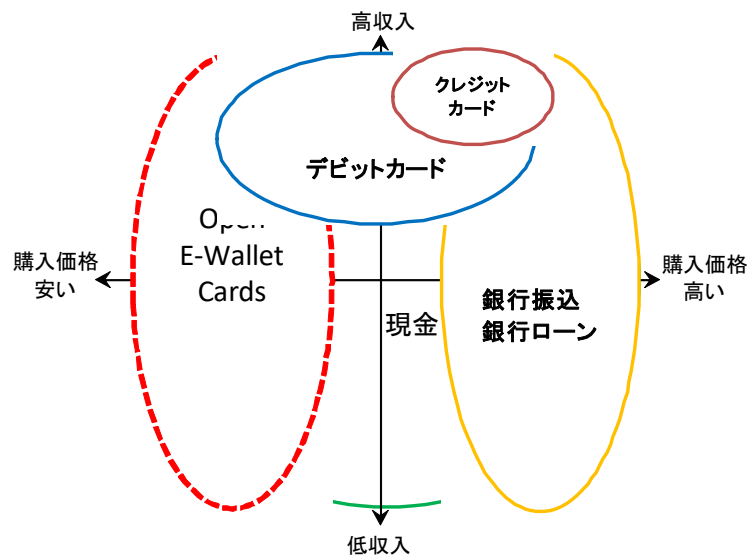 高収入
クレジット
カード
デビットカード
Open
E-Wallet
Cards
購入価格
安い
購入価格
高い
現金
銀行振込
銀行ローン
低収入